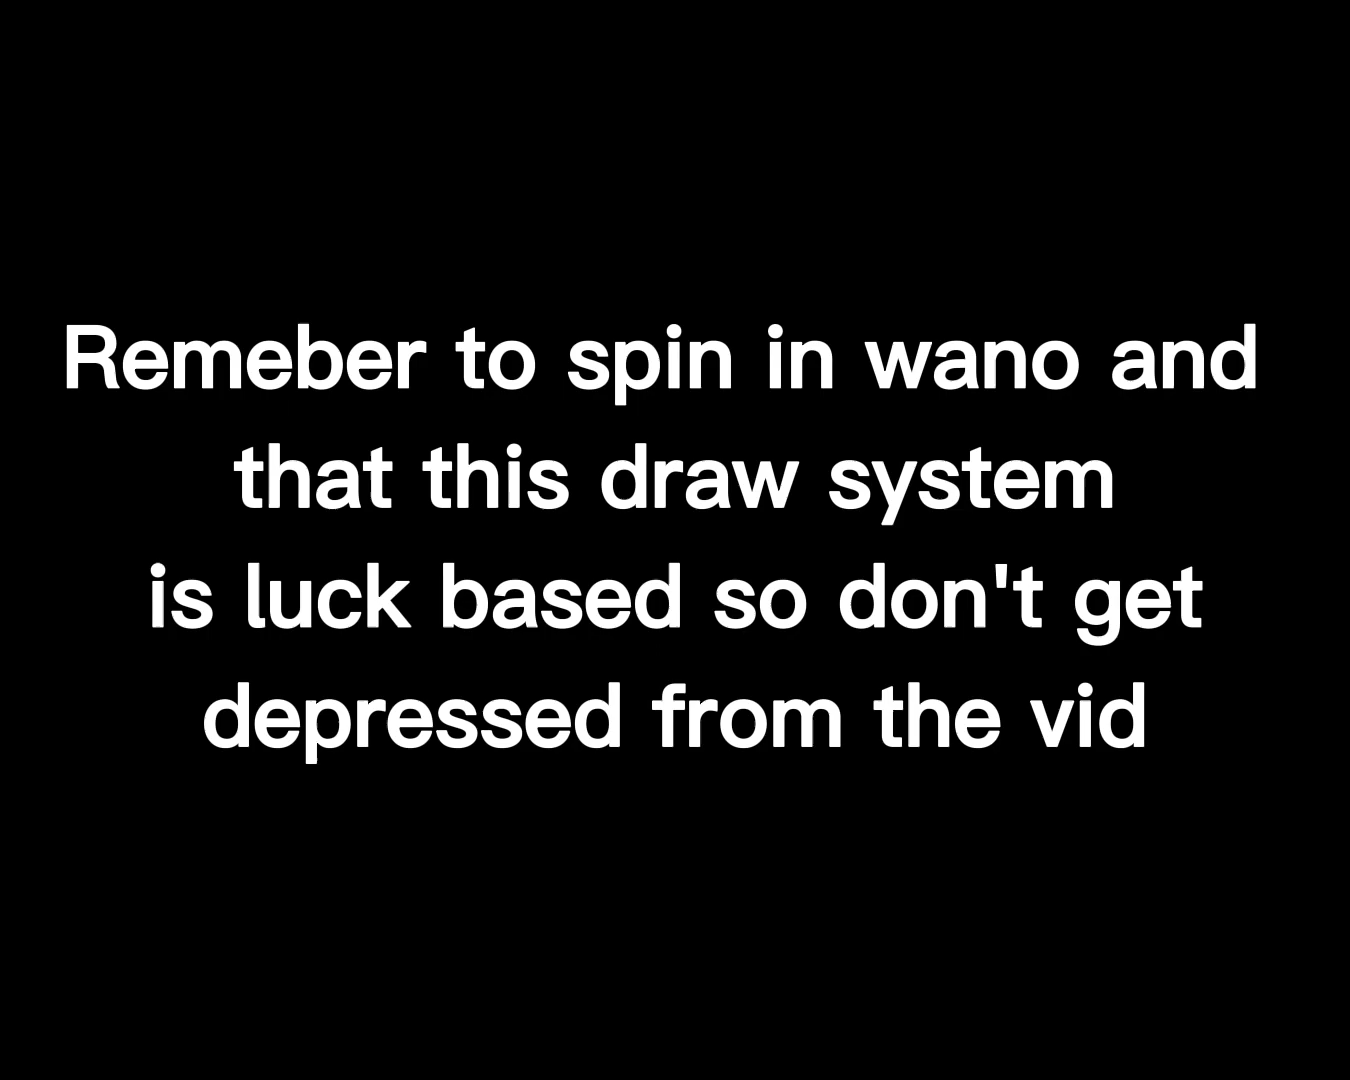 Remeber to spin in wano and
that this draw system
is luck based so don't get
depressed from the vid